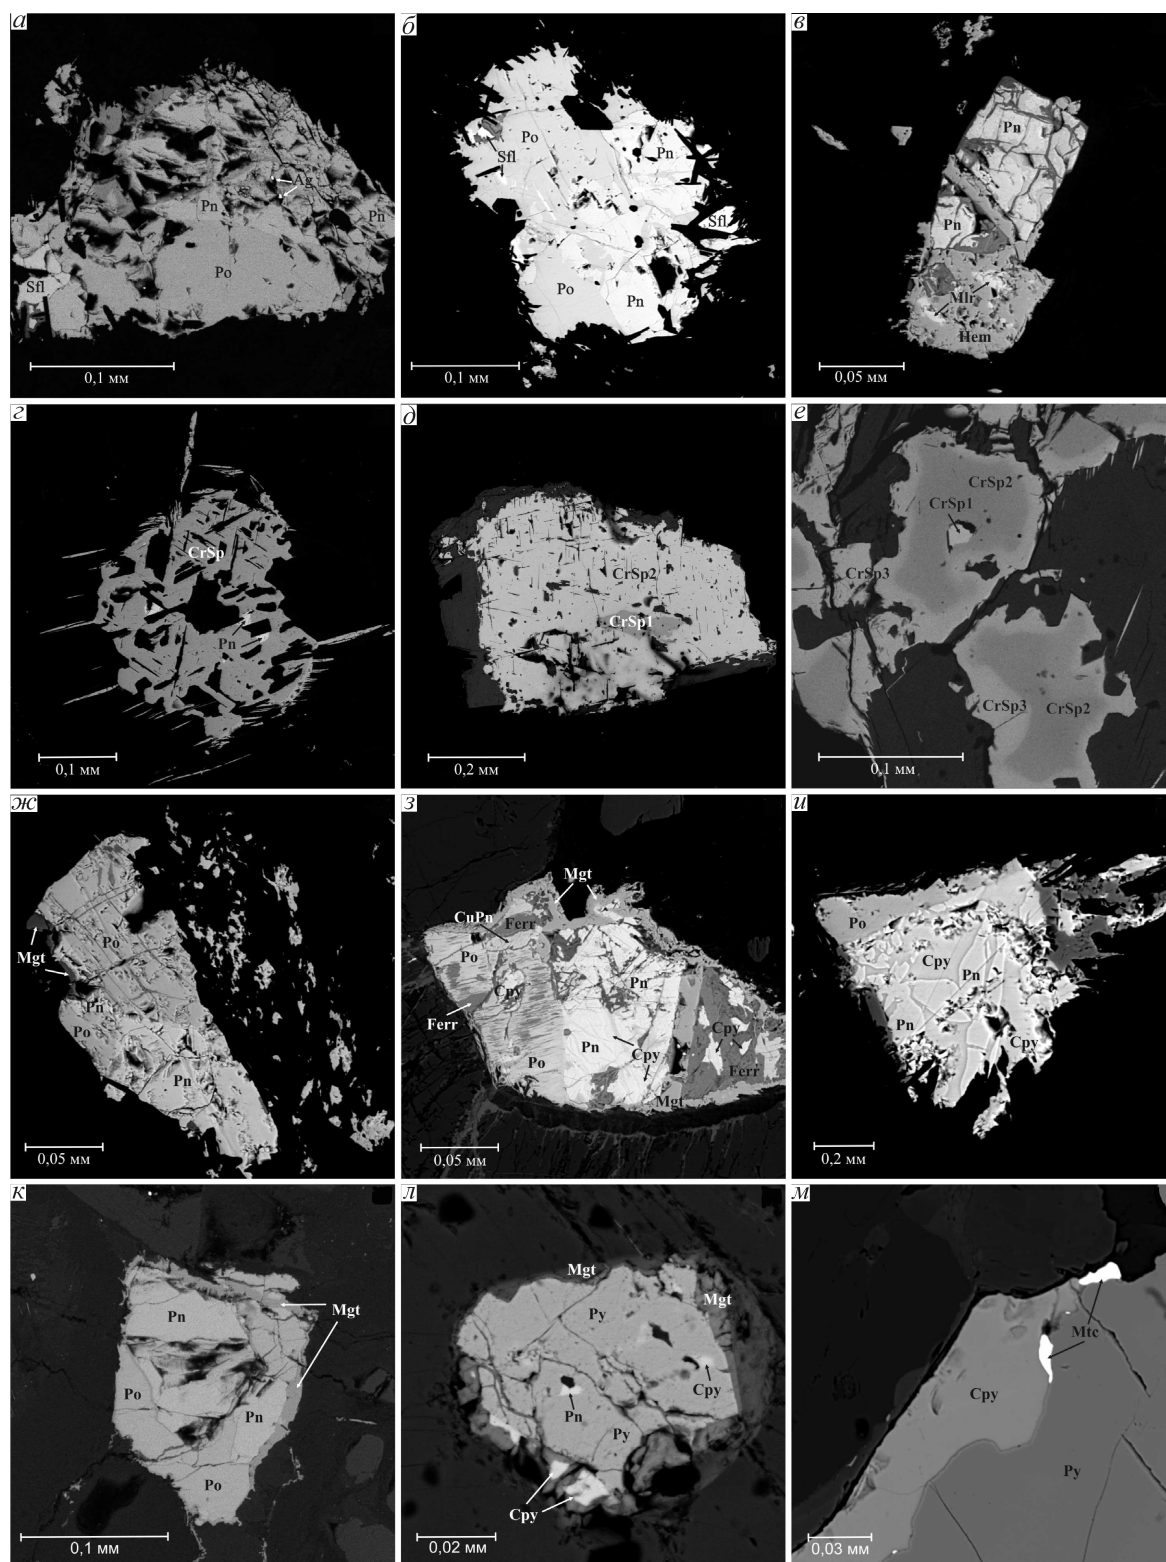 а
Ag
Pn
Pn
Po
Sfl
0,1 мм
б
Po
Sfl
Pn
Sfl
Po
Pn
0,1 мм
в
Pn
Pn
Mlr
Hem
0,05 мм
г
CrSp
Pn
0,1 мм
д
CrSp2
CrSp1
0,2 мм
е
CrSp2
CrSp1
CrSp3
CrSp3
CrSp2
0,1 мм
ж
Po
Mgt
Pn
Po
Pn
0,05 мм
з
Mgt
CuPn
Ferr
Po
Cpy
Pn
Ferr
Cpy
Pn
Cpy
Po
Ferr
Mgt
0,05 мм
и
Po
Cpy
Pn
Pn
Cpy
0,2 мм
к
Pn
Mgt
Po
Pn
Po
0,1 мм
л
Mgt
Mgt
Py
Cpy
Pn
Py
Cpy
0,02 мм
м
Mtc
Cpy
Py
0,03 мм